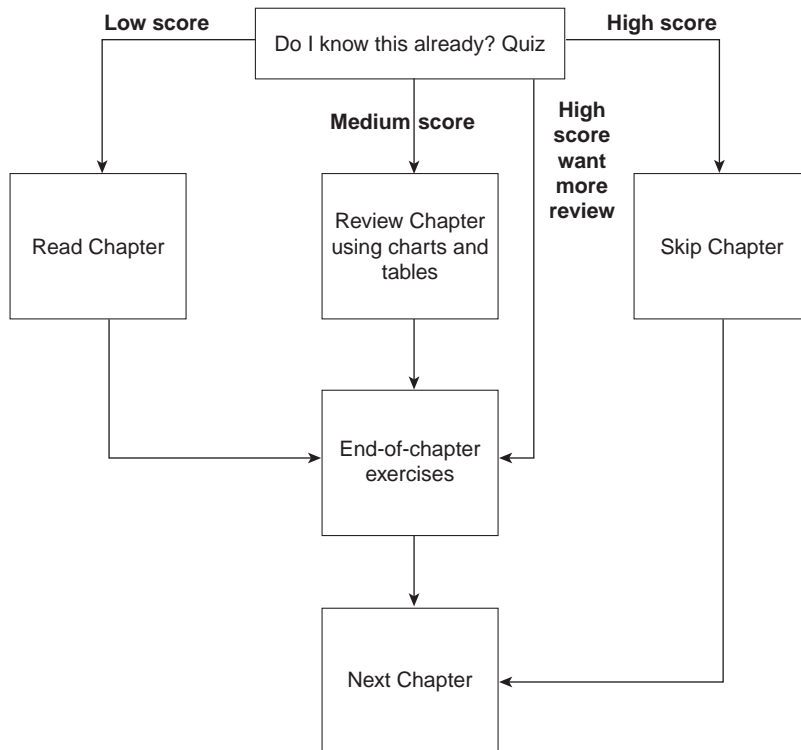 Low score
Do I know this already? Quiz
High score
Medium score
High
score
want
more
review
Read Chapter
Review Chapter
using charts and
tables
Skip Chapter
End-of-chapter
exercises
Next Chapter